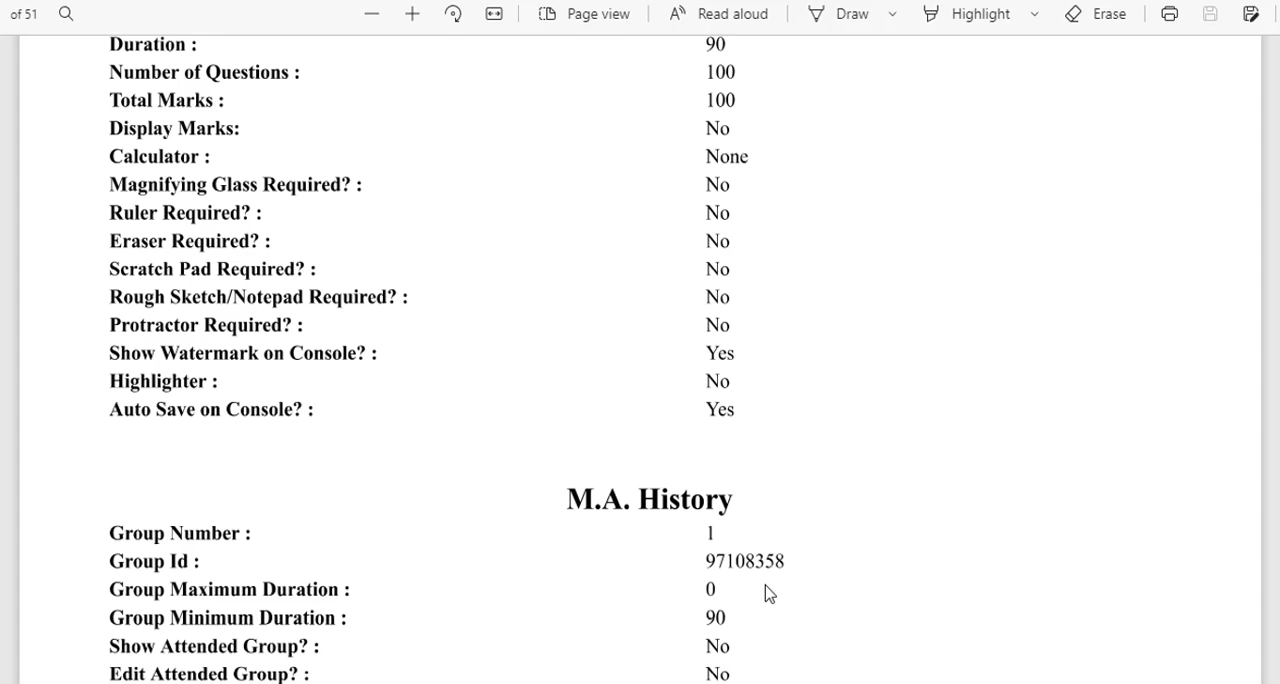 of 51 Page view Read aloud Draw Highlight Erase
Duration : 90
Number of Questions : 100
Total Marks : 100
Display Marks: No
Calculator : None
Magnifying Glass Required? : No
Ruler Required? : No
Eraser Required? : No
Scratch Pad Required? : No
Rough Sketch/Notepad Required? : No
Protractor Required? : No
Show Watermark on Console? : Yes
Highlighter : No
Auto Save on Console? : Yes
M.A. History
Group Number : 1
Group Id : 97108358
Group Maximum Duration : 0
Group Minimum Duration : 90
Show Attended Group? : No
Edit Attended Group? : No